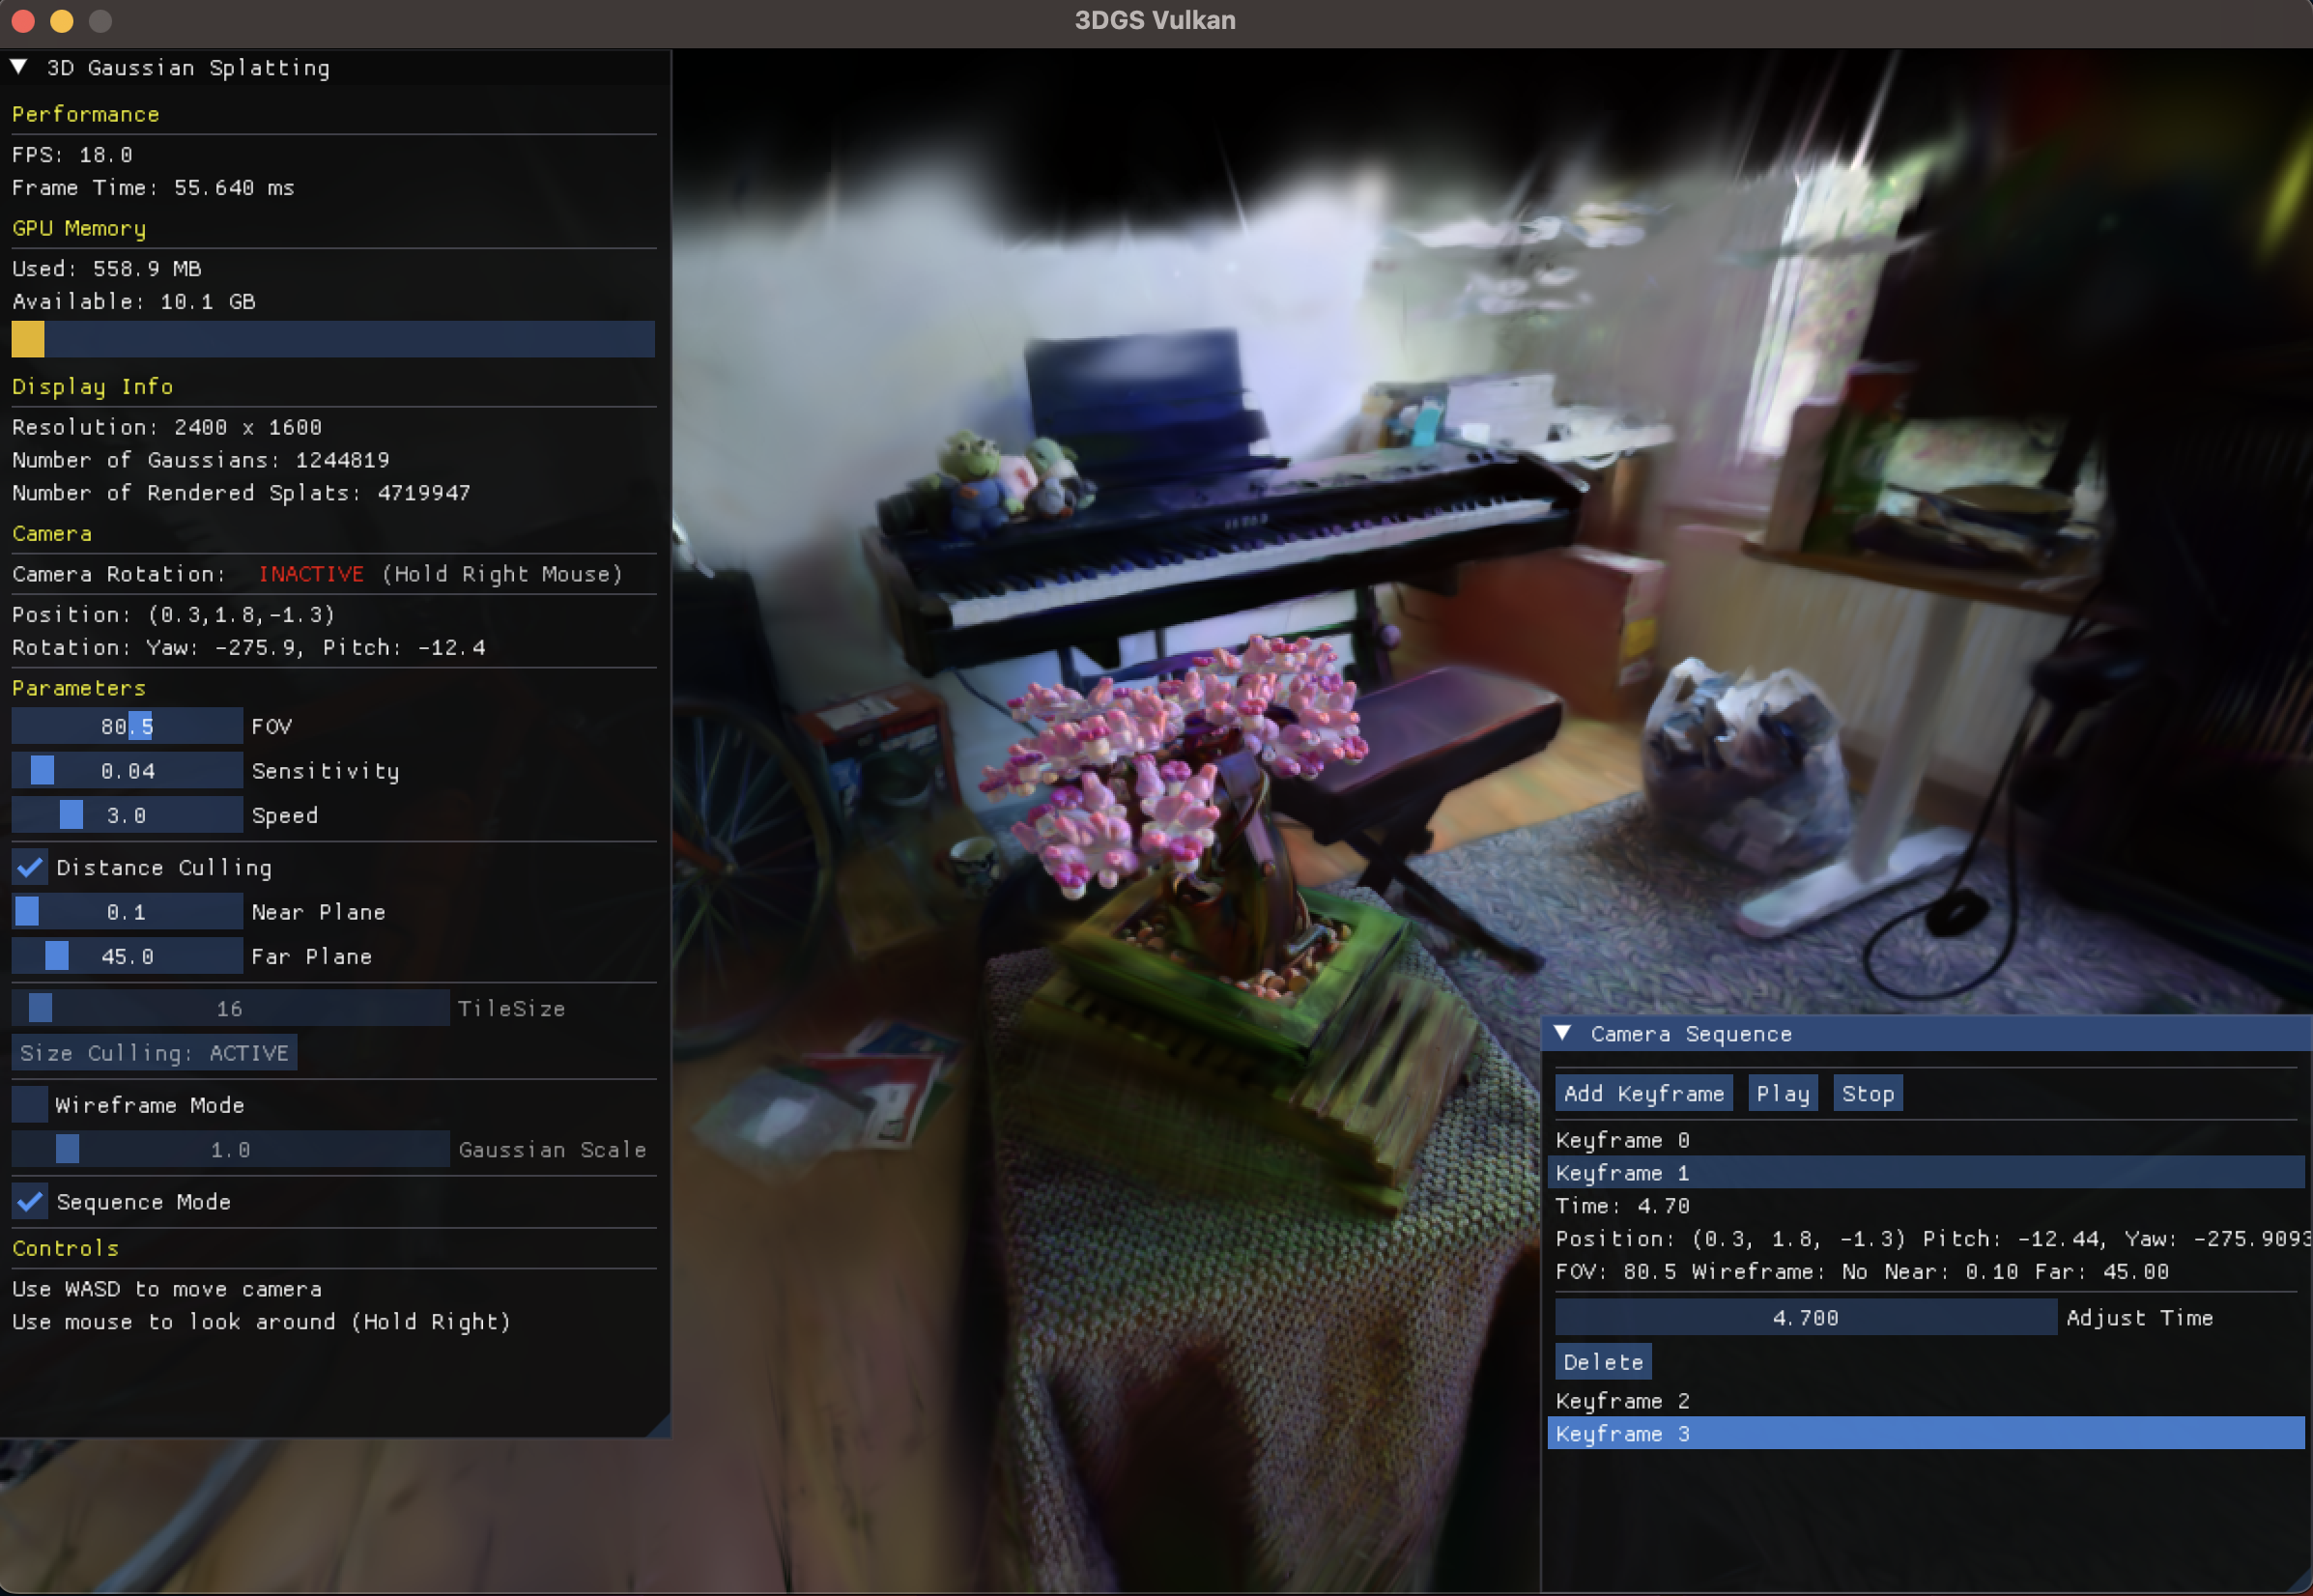 3DGS Vulkan
3D Gaussian Splatting
Performance
FPS: 18.0
Frame Time: 55.640 ms
GPU Memory
Used: 558.9 MB
Available: 10.1 GB
Display Info
Resolution: 2400 x 1600
Number of Gaussians: 1244819
Number of Rendered Splats: 4719947
Camera
Camera Rotation: INACTIVE (Hold Right Mouse)
Position: (0.3,1.8,-1.3)
Rotation: Yaw: -275.9, Pitch: -12.4
Parameters
80.5 FOV
0.04 Sensitivity
3.0 Speed
Distance Culling
0.1 Near Plane
45.0 Far Plane
16 TileSize
Size Culling: ACTIVE
Wireframe Mode
1.0 Gaussian Scale
Sequence Mode
Controls
Use WASD to move camera
Use mouse to look around (Hold Right)
Camera Sequence
Add Keyframe Play Stop
Keyframe 0
Keyframe 1
Time: 4.70
Position: (0.3, 1.8, -1.3) Pitch: -12.44, Yaw: -275.9093
FOV: 80.5 Wireframe: No Near: 0.10 Far: 45.00
4.700 Adjust Time
Delete
Keyframe 2
Keyframe 3